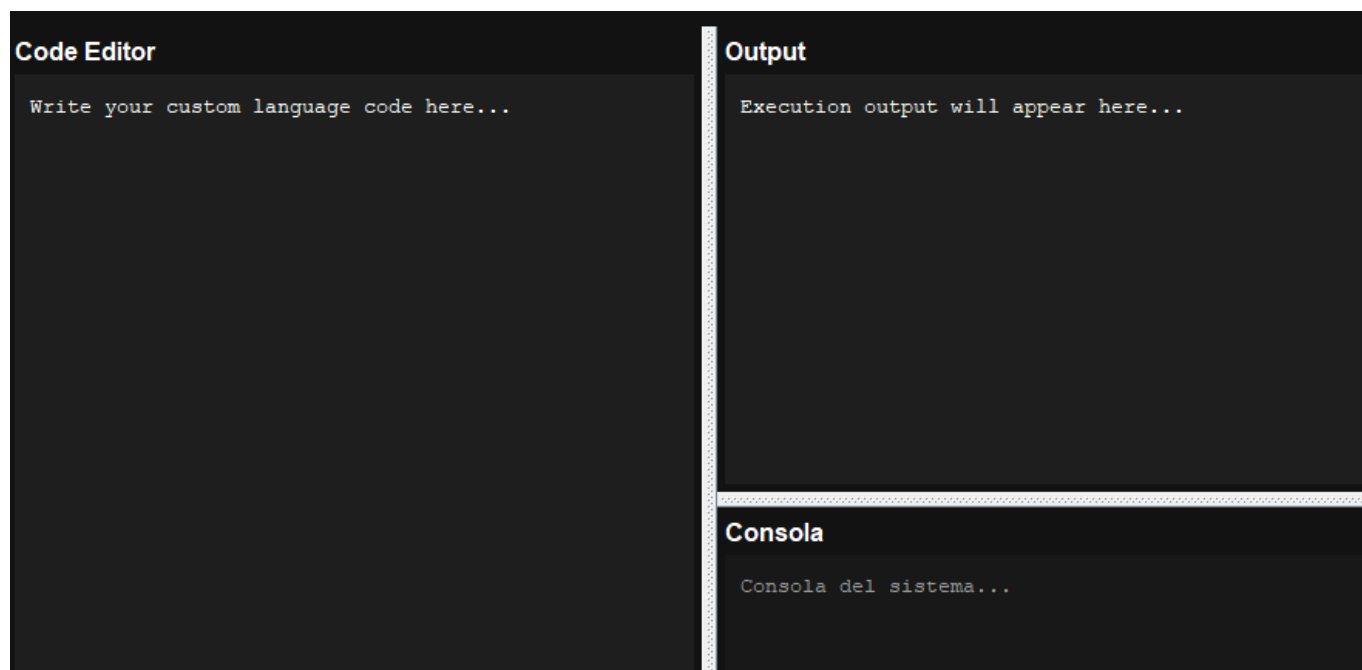 Code Editor
Write your custom language code here...
Output
Execution output will appear here...
Consola
Consola del sistema...